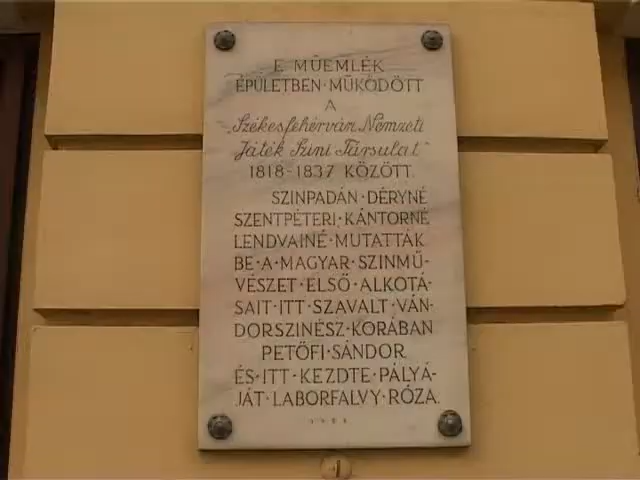 E MŰEMLÉK
ÉPÜLETBEN·MŰKÖDÖTT
A
„Székesfehérvári Nemzeti
Játék Szini Társulat”
1818-1837 KÖZÖTT.
SZINPADÁN·DÉRYNÉ
SZENTPÉTERI·KÁNTORNÉ
LENDVAINÉ·MUTATTÁK
BE·A·MAGYAR·SZINMŰ-
VÉSZET·ELSŐ·ALKOTÁ-
SAIT·ITT·SZAVALT·VÁN-
DORSZINÉSZ·KORÁBAN
PETŐFI·SÁNDOR
ÉS·ITT·KEZDTE·PÁLYÁ-
JÁT·LABORFALVY·RÓZA.